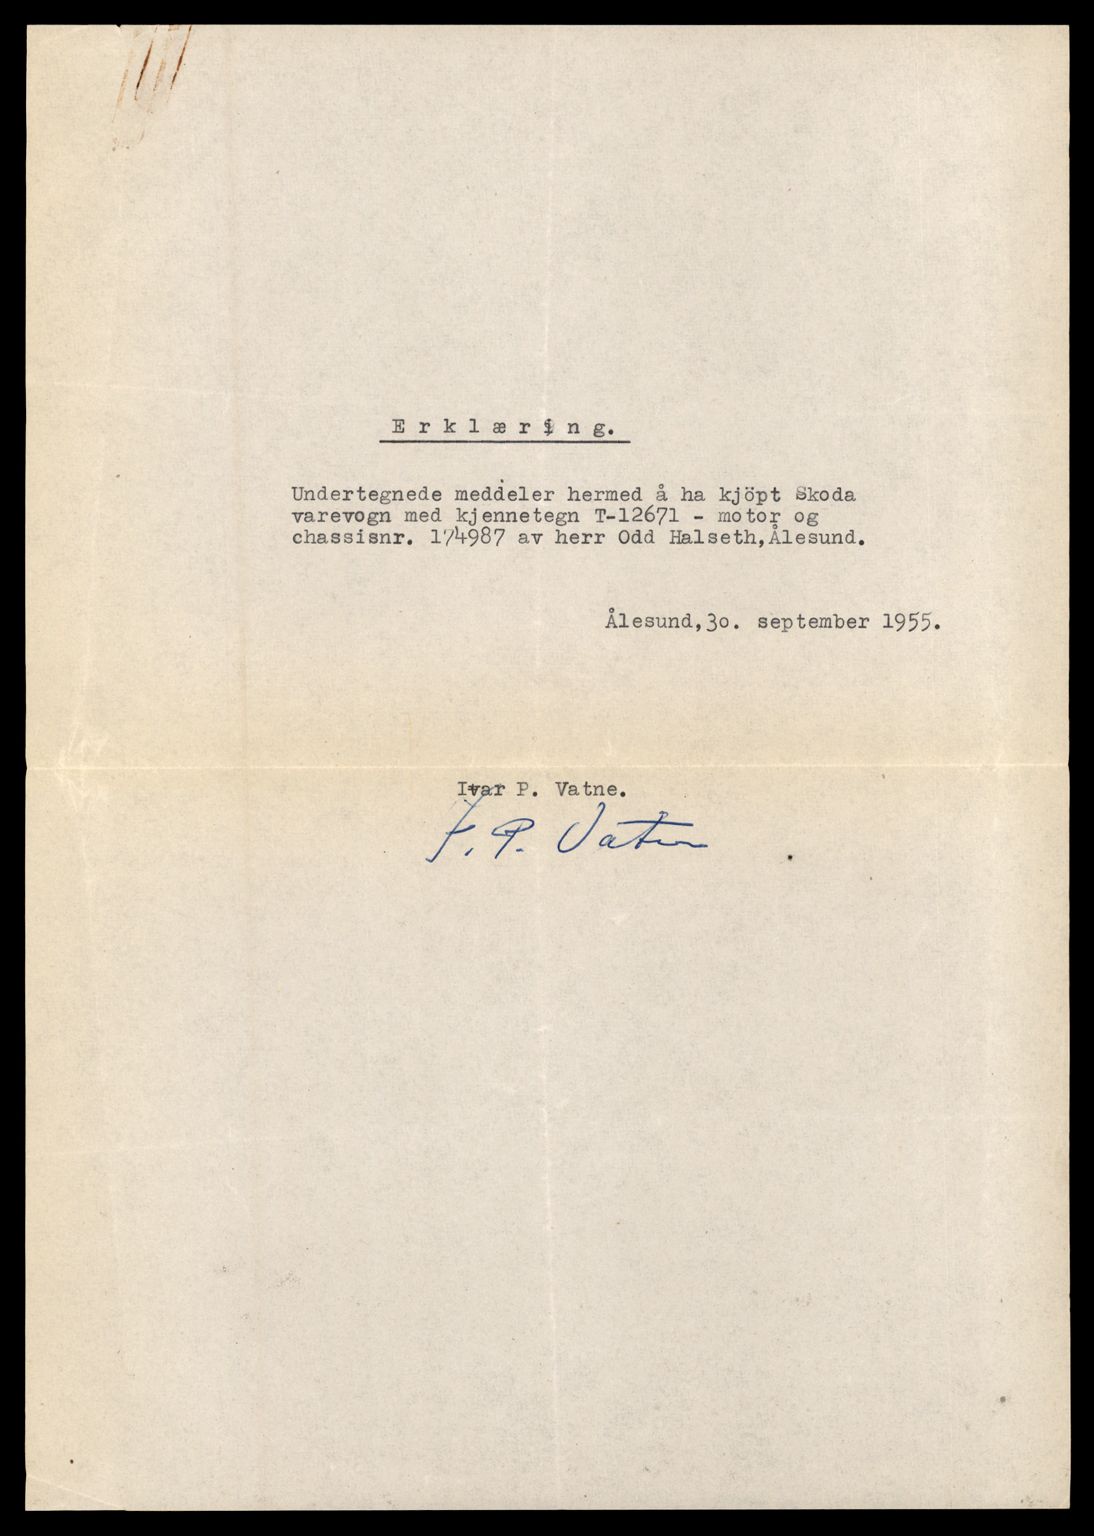 Erklæring.
Undertegnede meddeler hermed å ha kjöpt Skoda
varevogn med kjennetegn T-12671 - motor og
chassisnr. 174987 av herr Odd Halseth,Ålesund.
Ålesund,3o. september 1955.
Ivar P. Vatne.
I. P. Vatne